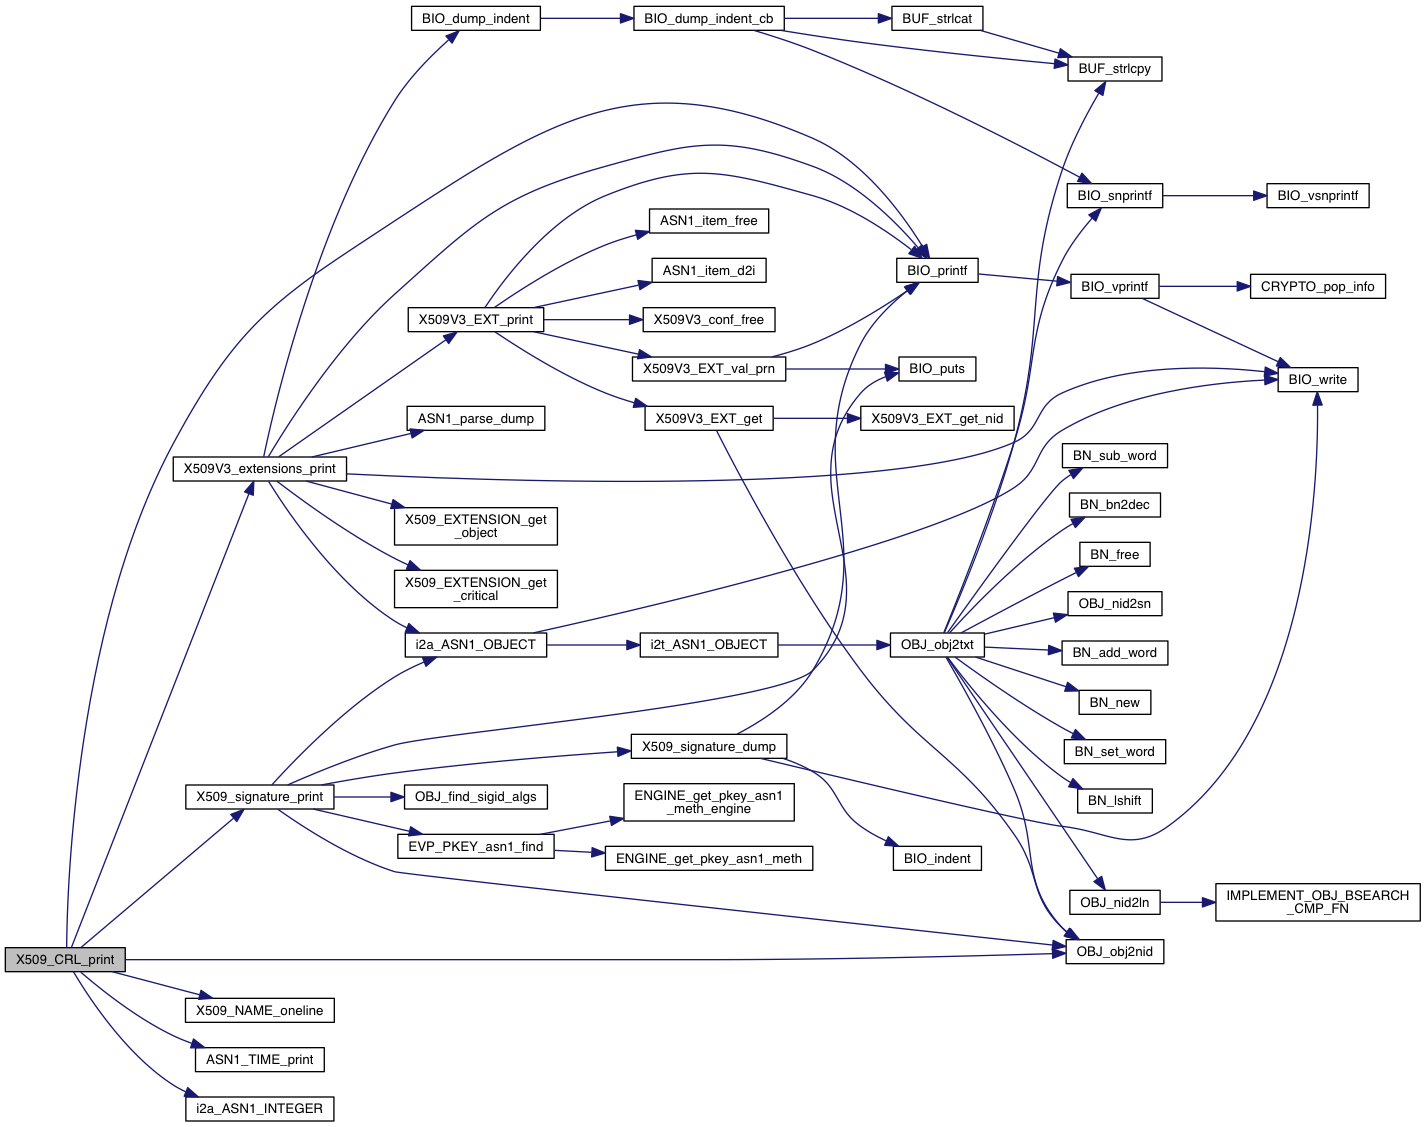 BIO_dump_indent
BIO_dump_indent_cb
BUF_strlcat
BUF_strlcpy
BIO_snprintf
BIO_vsnprintf
ASN1_item_free
ASN1_item_d2i
BIO_printf
BIO_vprintf
CRYPTO_pop_info
X509V3_EXT_print
X509V3_conf_free
X509V3_EXT_val_prn
BIO_puts
BIO_write
ASN1_parse_dump
X509V3_EXT_get
X509V3_EXT_get_nid
X509V3_extensions_print
BN_sub_word
X509_EXTENSION_get
_object
BN_bn2dec
BN_free
X509_EXTENSION_get
_critical
OBJ_nid2sn
i2a_ASN1_OBJECT
i2t_ASN1_OBJECT
OBJ_obj2txt
BN_add_word
BN_new
X509_signature_dump
BN_set_word
X509_signature_print
OBJ_find_sigid_algs
ENGINE_get_pkey_asn1
_meth_engine
BN_lshift
EVP_PKEY_asn1_find
ENGINE_get_pkey_asn1_meth
BIO_indent
OBJ_nid2ln
IMPLEMENT_OBJ_BSEARCH
_CMP_FN
X509_CRL_print
OBJ_obj2nid
X509_NAME_oneline
ASN1_TIME_print
i2a_ASN1_INTEGER